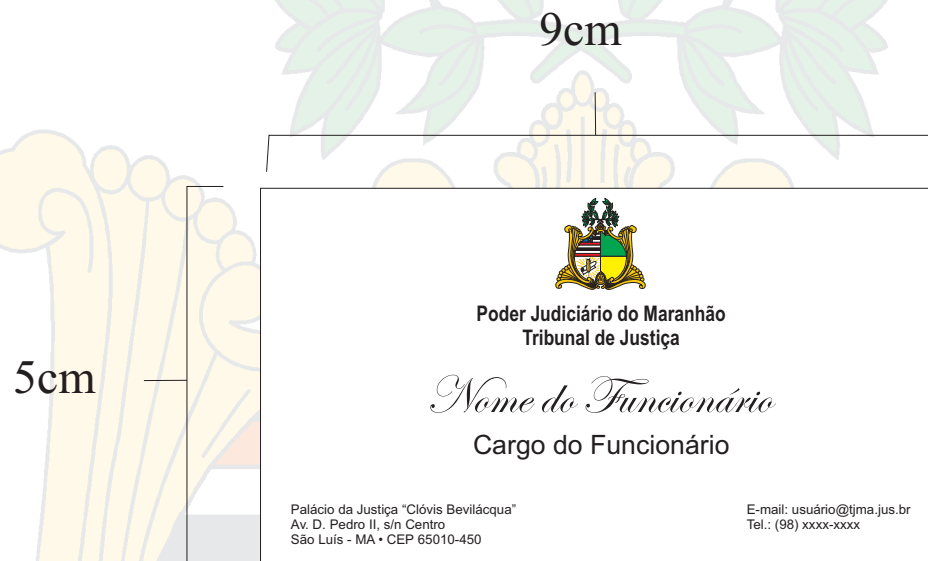 9cm
5cm
Poder Judiciário do Maranhão
Tribunal de Justiça
Nome do Funcionário
Cargo do Funcionário
Palácio da Justiça “Clóvis Bevilácqua”
Av. D. Pedro II, s/n Centro
São Luís - MA • CEP 65010-450
E-mail: usuário@tjma.jus.br
Tel.: (98) xxxx-xxxx